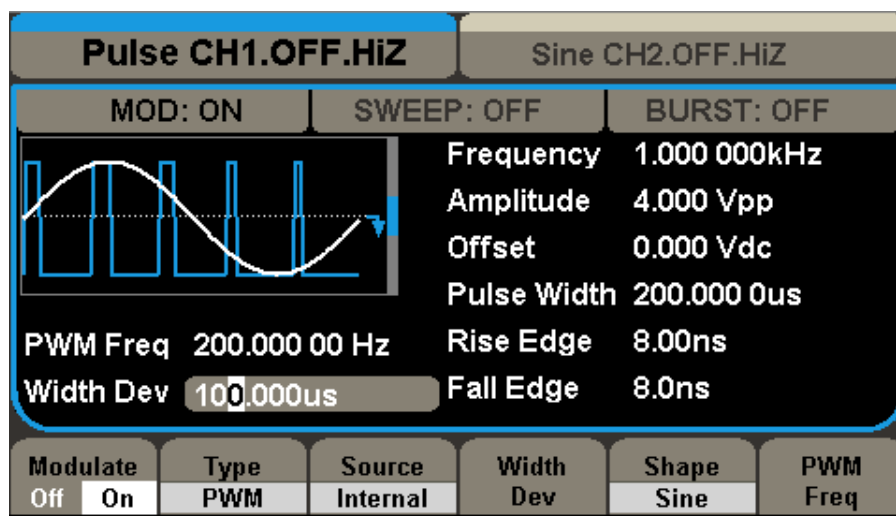 Pulse CH1.OFF.HiZ
Sine CH2.OFF.HiZ
MOD: ON
SWEEP: OFF
BURST: OFF
Frequency 1.000 000kHz
Amplitude 4.000 Vpp
Offset 0.000 Vdc
Pulse Width 200.000 0us
PWM Freq 200.000 00 Hz
Rise Edge 8.00ns
Width Dev 100.000us
Fall Edge 8.0ns
Modulate
Off On
Type
PWM
Source
Internal
Width
Dev
Shape
Sine
PWM
Freq